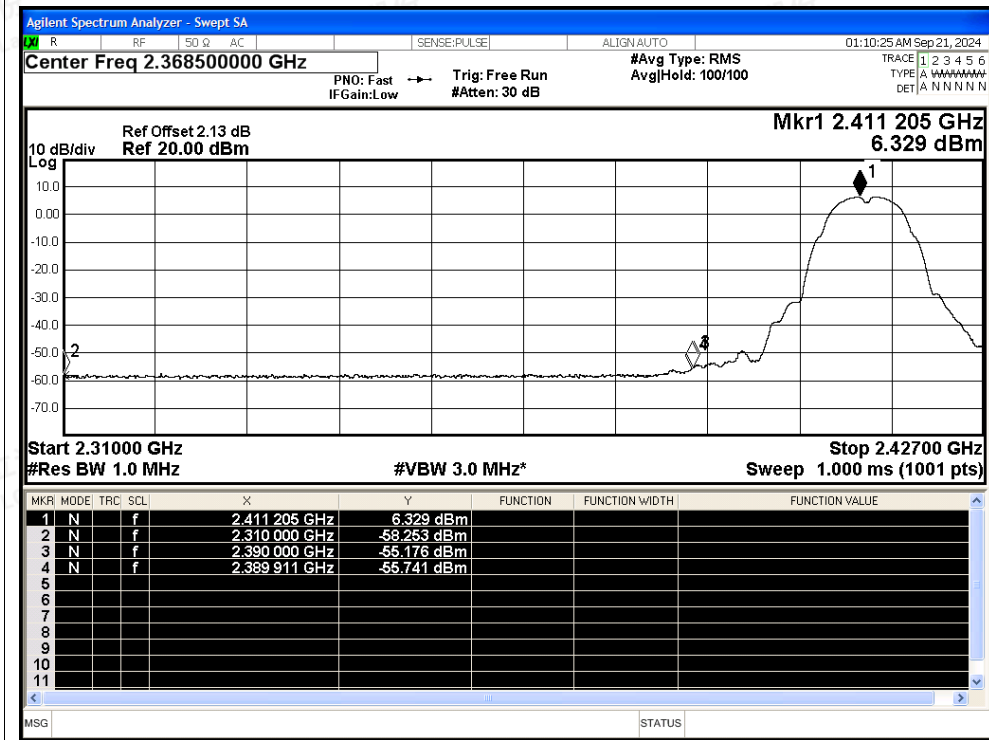 Agilent Spectrum Analyzer - Swept SA
LXI R RF 50 Ω AC SENSE:PULSE ALIGN AUTO 01:10:25 AM Sep 21, 2024
Center Freq 2.368500000 GHz #Avg Type: RMS TRACE 1 2 3 4 5 6
PNO: Fast Trig: Free Run Avg|Hold: 100/100 TYPE A WWWWW
IFGain:Low #Atten: 30 dB DET A N N N N N
Mkr1 2.411 205 GHz
Ref Offset 2.13 dB 6.329 dBm
10 dB/div Ref 20.00 dBm
Log
1
10.0
0.00
-10.0
-20.0
-30.0
-40.0
-50.0 2
-60.0
-70.0
Start 2.31000 GHz Stop 2.42700 GHz
#Res BW 1.0 MHz #VBW 3.0 MHz* Sweep 1.000 ms (1001 pts)
MKR MODE TRC SCL X Y FUNCTION FUNCTION WIDTH FUNCTION VALUE
1 N f 2.411 205 GHz 6.329 dBm
2 N f 2.310 000 GHz -58.253 dBm
3 N f 2.390 000 GHz -55.176 dBm
4 N f 2.389 911 GHz -55.741 dBm
5
6
7
8
9
10
11
MSG STATUS